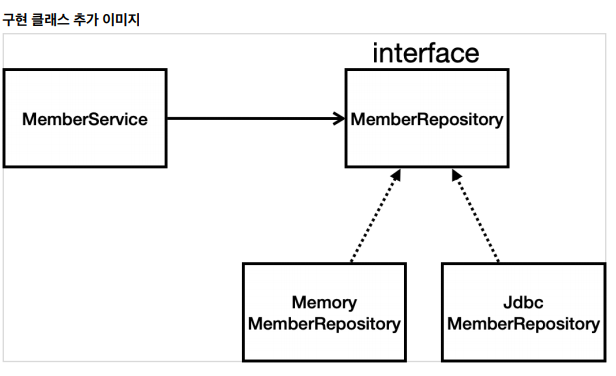 구현 클래스 추가 이미지
interface
MemberService
MemberRepository
Memory
MemberRepository
Jdbc
MemberRepository